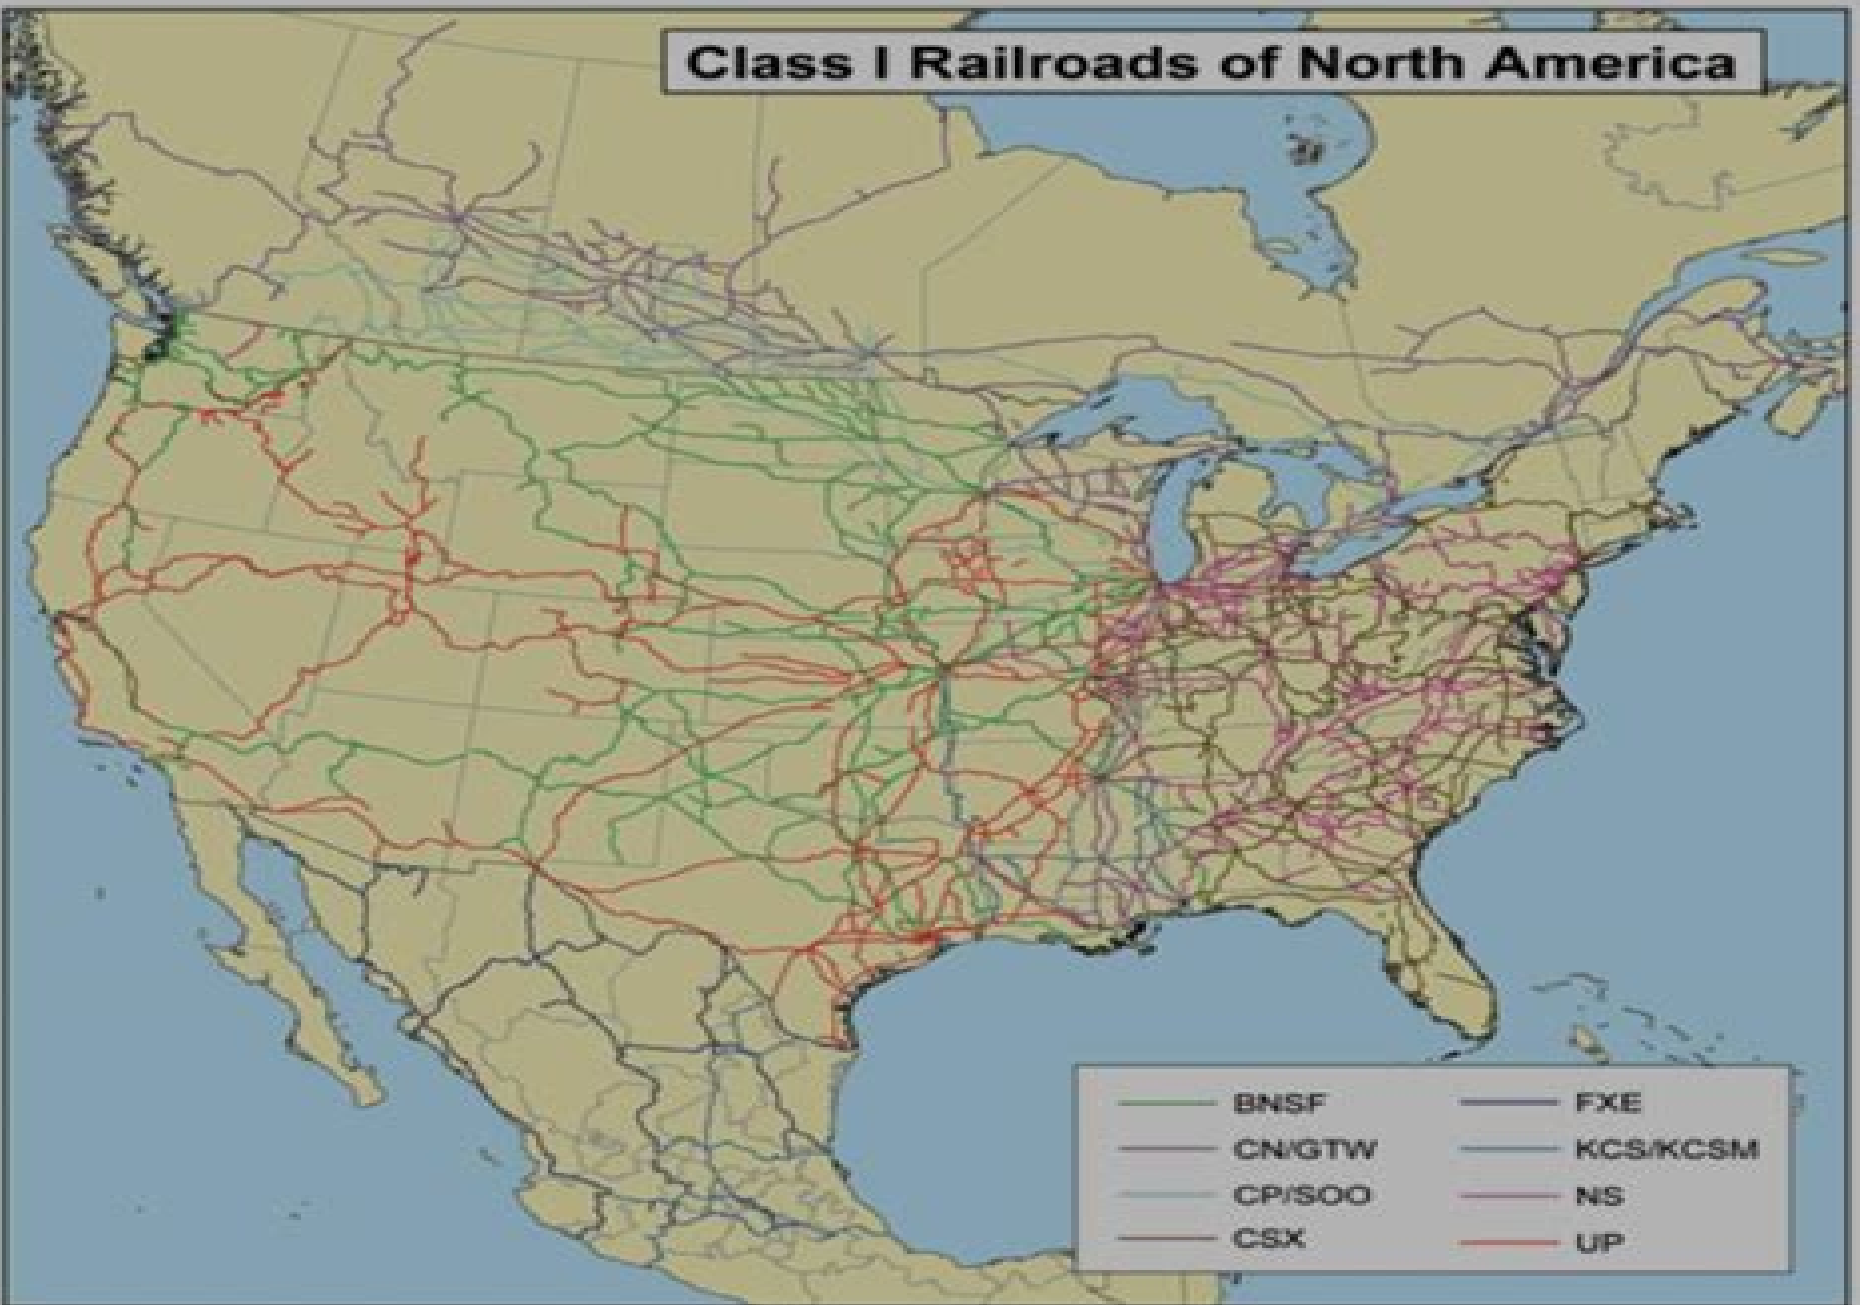 Class I Railroads of North America
BNSF
CN/GTW
CP/SOO
CSX
FXE
KCS/KCSM
NS
UP